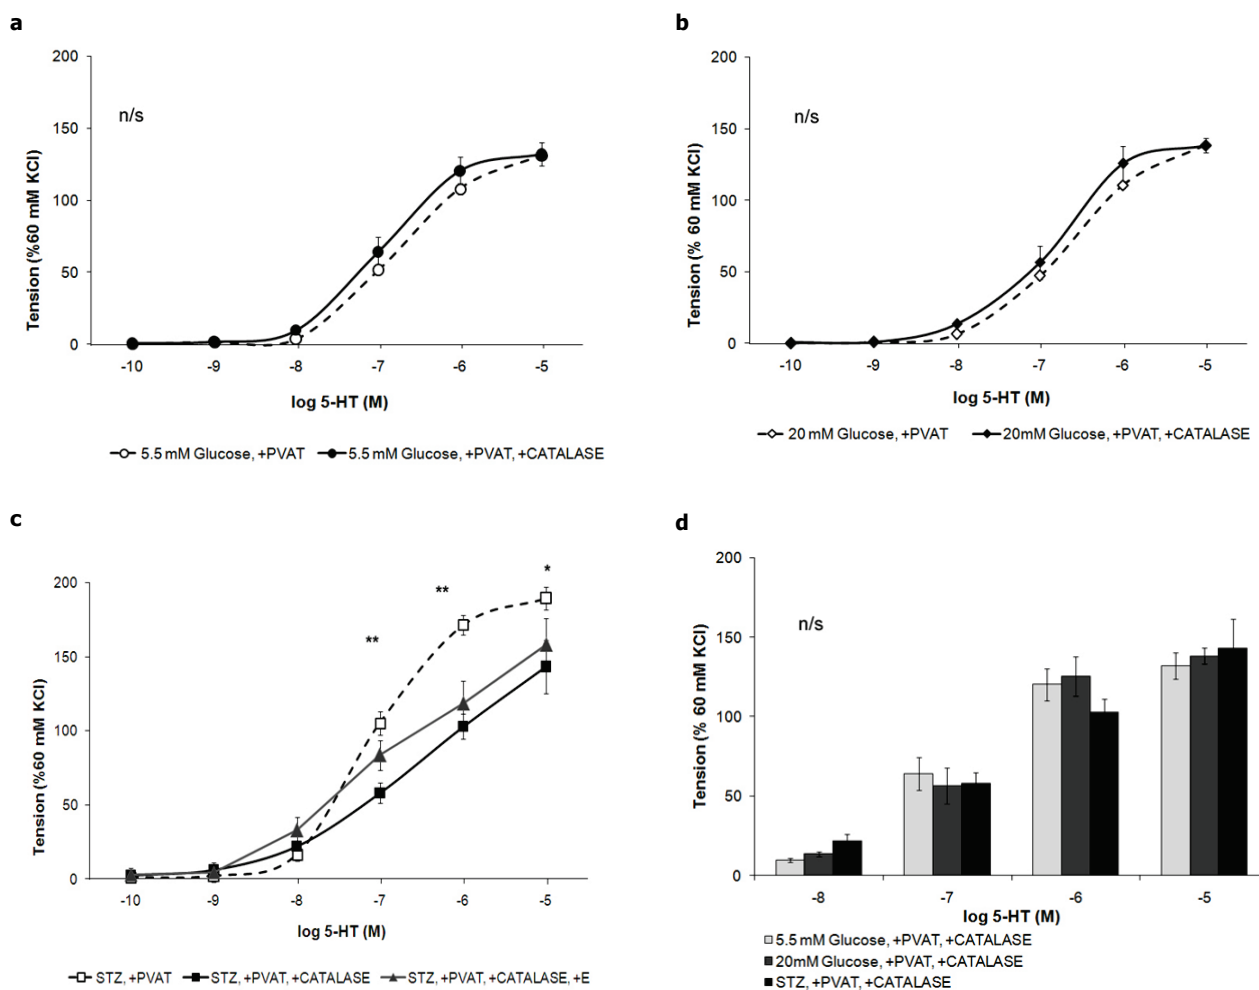 a
200
150
100
50
0
n/s
Tension (%60 mM KCl)
-10 -9 -8 -7 -6 -5
log 5-HT (M)
5.5 mM Glucose, +PVAT 5.5 mM Glucose, +PVAT, +CATALASE
b
200
150
100
50
0
n/s
Tension (% 60 mM KCl)
-10 -9 -8 -7 -6 -5
log 5-HT (M)
20 mM Glucose, +PVAT 20mM Glucose, +PVAT, +CATALASE
c
200
150
100
50
0
** ** *
Tension (%60 mM KCl)
-10 -9 -8 -7 -6 -5
log 5-HT (M)
STZ, +PVAT STZ, +PVAT, +CATALASE STZ, +PVAT, +CATALASE, +E
d
200
150
100
50
0
n/s
Tension (% 60 mM KCl)
-8 -7 -6 -5
log 5-HT (M)
5.5 mM Glucose, +PVAT, +CATALASE
20mM Glucose, +PVAT, +CATALASE
STZ, +PVAT, +CATALASE